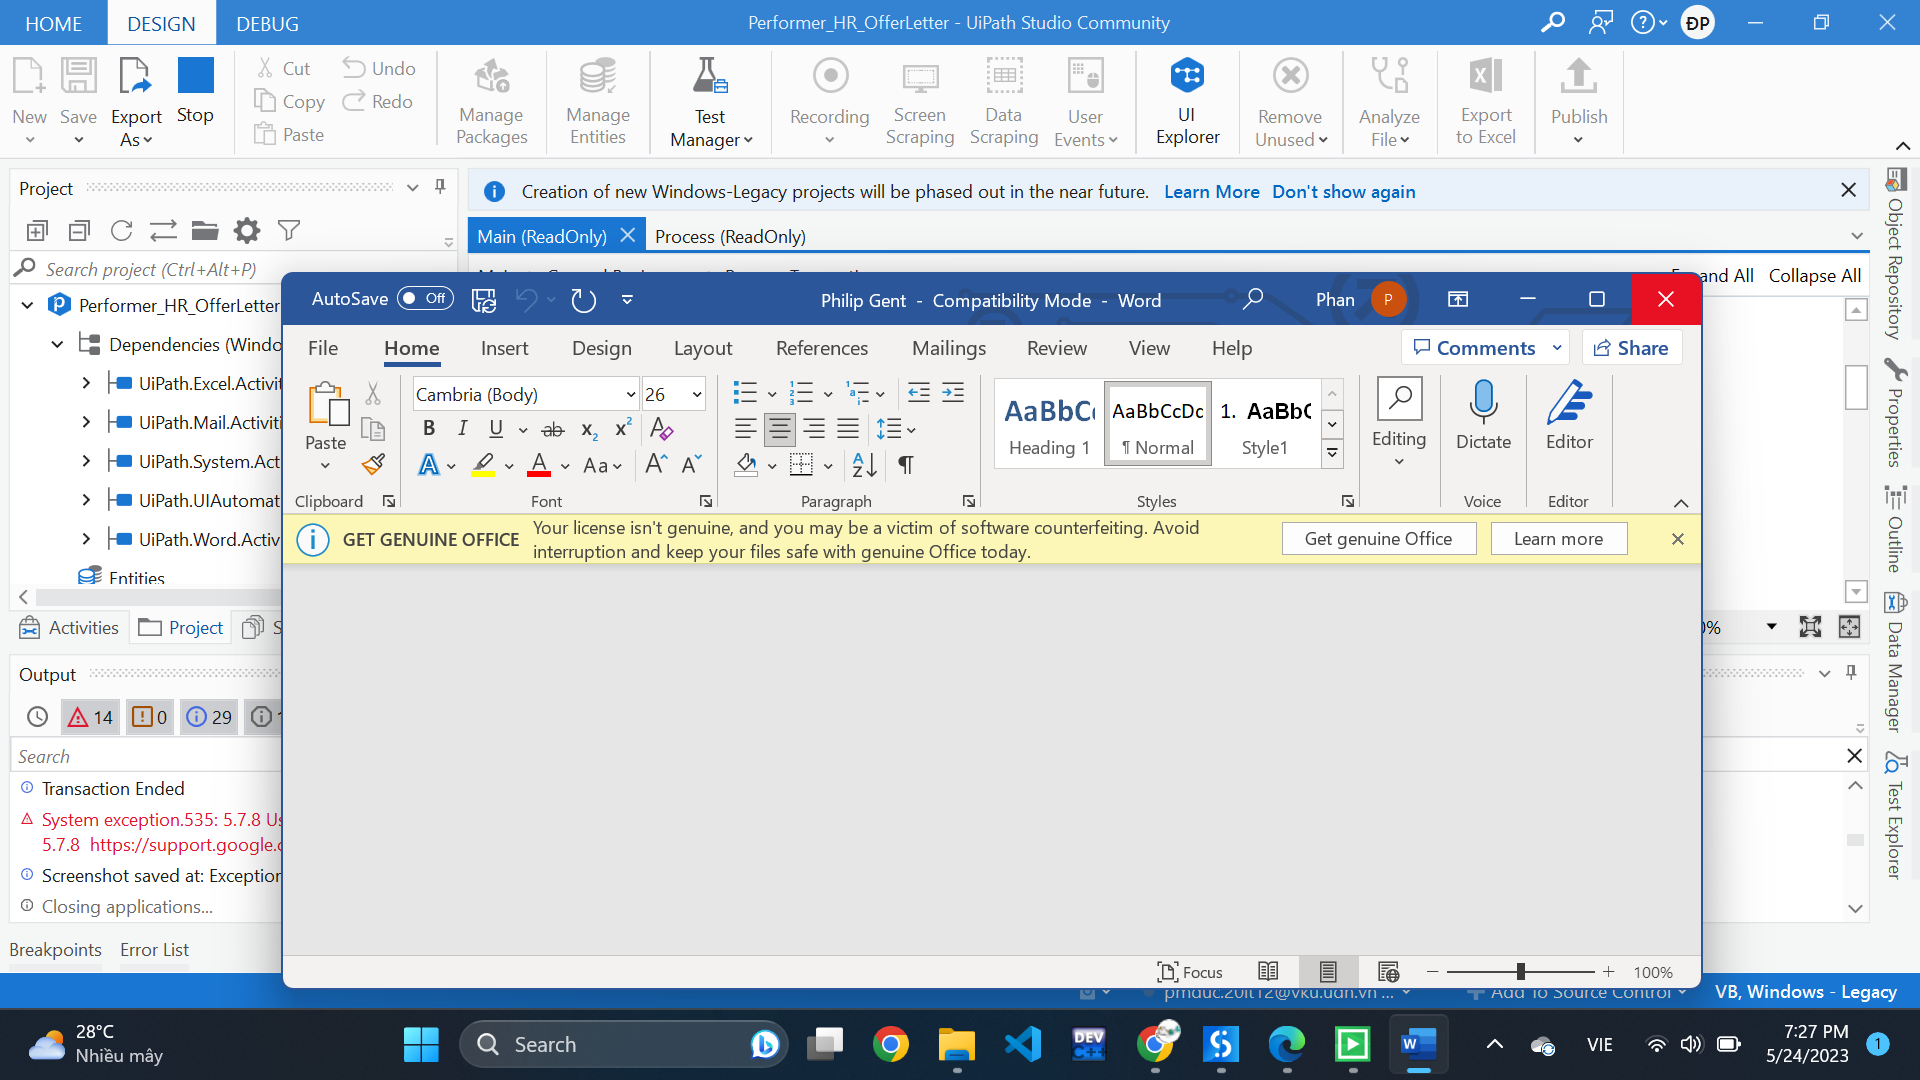 HOME DESIGN DEBUG Performer_HR_OfferLetter - UiPath Studio Community ĐP
New Save Export As Stop Cut Copy Paste Undo Redo Manage Packages Manage Entities Test Manager Recording Screen Scraping Data Scraping User Events UI Explorer Remove Unused Analyze File Export to Excel Publish
Project
Creation of new Windows-Legacy projects will be phased out in the near future. Learn More Don't show again
Main (ReadOnly) Process (ReadOnly)
Search project (Ctrl+Alt+P)
Expand All Collapse All
Performer_HR_OfferLetter
Dependencies (Windo
UiPath.Excel.Activit
UiPath.Mail.Activiti
UiPath.System.Act
UiPath.UIAutomat
UiPath.Word.Activ
Entities
Activities Project S
0%
Object Repository
Properties
Outline
Data Manager
Test Explorer
AutoSave Off Philip Gent - Compatibility Mode - Word Phan P
File Home Insert Design Layout References Mailings Review View Help Comments Share
Paste
Clipboard
Cambria (Body) 26
B I U ab x2 x2 A
A A Aa A A
Font
Paragraph
AaBbCc AaBbCcDc 1. AaBbC
Heading 1 ¶ Normal Style1
Styles
Editing
Dictate
Voice
Editor
Editor
GET GENUINE OFFICE Your license isn't genuine, and you may be a victim of software counterfeiting. Avoid
interruption and keep your files safe with genuine Office today.
Get genuine Office Learn more
Focus 100%
Output
14 0 29 1
Search
Transaction Ended
System exception.535: 5.7.8 Us
5.7.8 https://support.google.c
Screenshot saved at: Exception
Closing applications...
Breakpoints Error List
pmduc.20it12@vku.udn.vn ... Add To Source Control VB, Windows - Legacy
28°C
Nhiều mây
Search
DEV C++
W
VIE
7:27 PM
5/24/2023
1